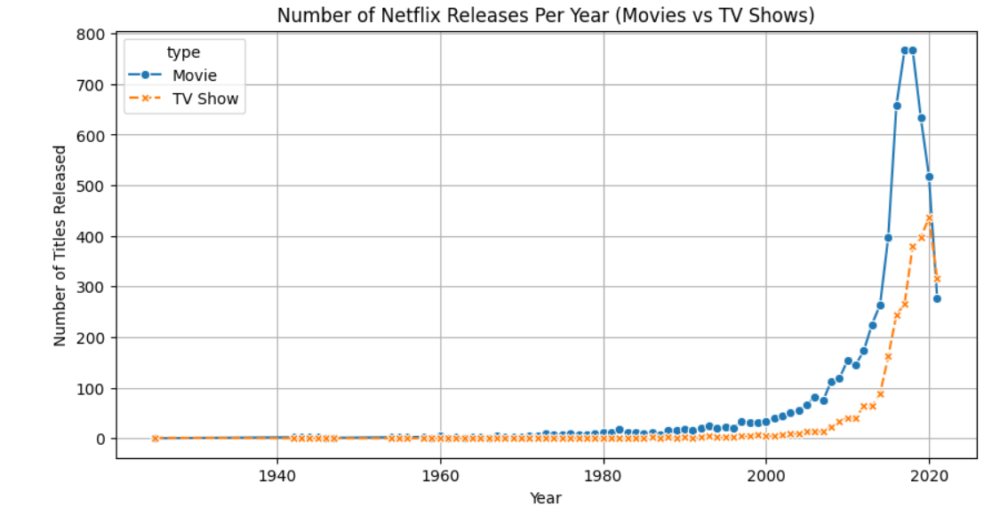 Number of Netflix Releases Per Year (Movies vs TV Shows)
type
Movie
TV Show
Number of Titles Released
800
700
600
500
400
300
200
100
0
1940
1960
1980
2000
2020
Year